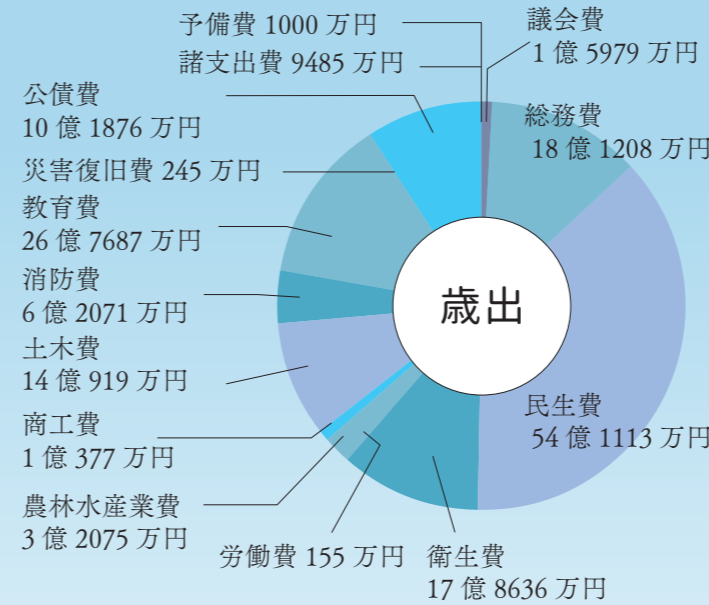 予備費 1000 万円
諸支出費 9485 万円
議会費
1 億 5979 万円
総務費
18 億 1208 万円
公債費
10 億 1876 万円
災害復旧費 245 万円
教育費
26 億 7687 万円
消防費
6 億 2071 万円
土木費
14 億 919 万円
商工費
1 億 377 万円
農林水産業費
3 億 2075 万円
労働費 155 万円
衛生費
17 億 8636 万円
民生費
54 億 1113 万円
歳出